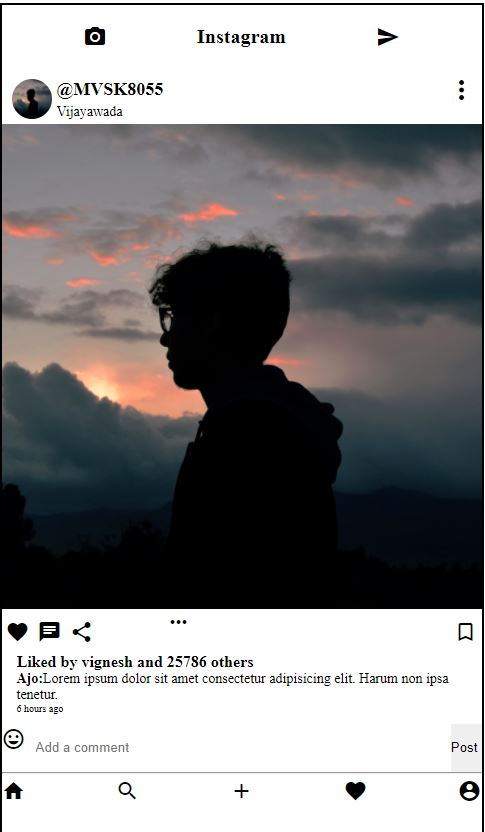 Instagram
@MVSK8055
Vijayawada
Liked by vignesh and 25786 others
Ajo:Lorem ipsum dolor sit amet consectetur adipisicing elit. Harum non ipsa
tenetur.
6 hours ago
Add a comment
Post